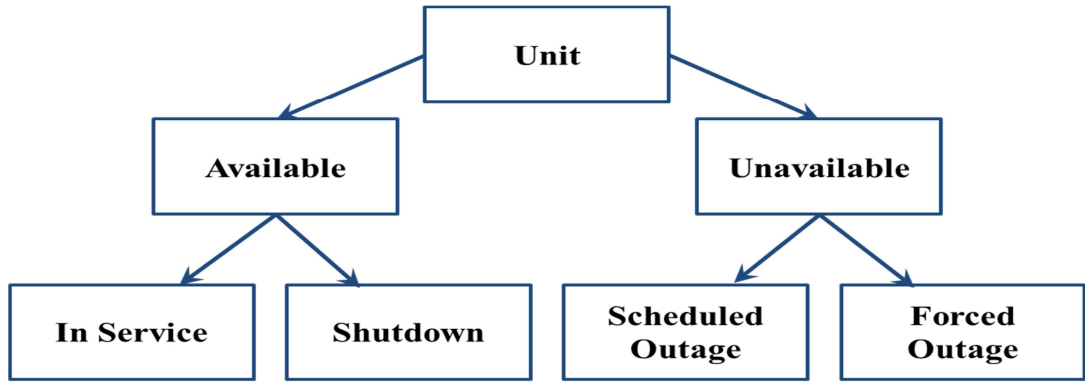 Unit
Available
Unavailable
In Service
Shutdown
Scheduled
Outage
Forced
Outage